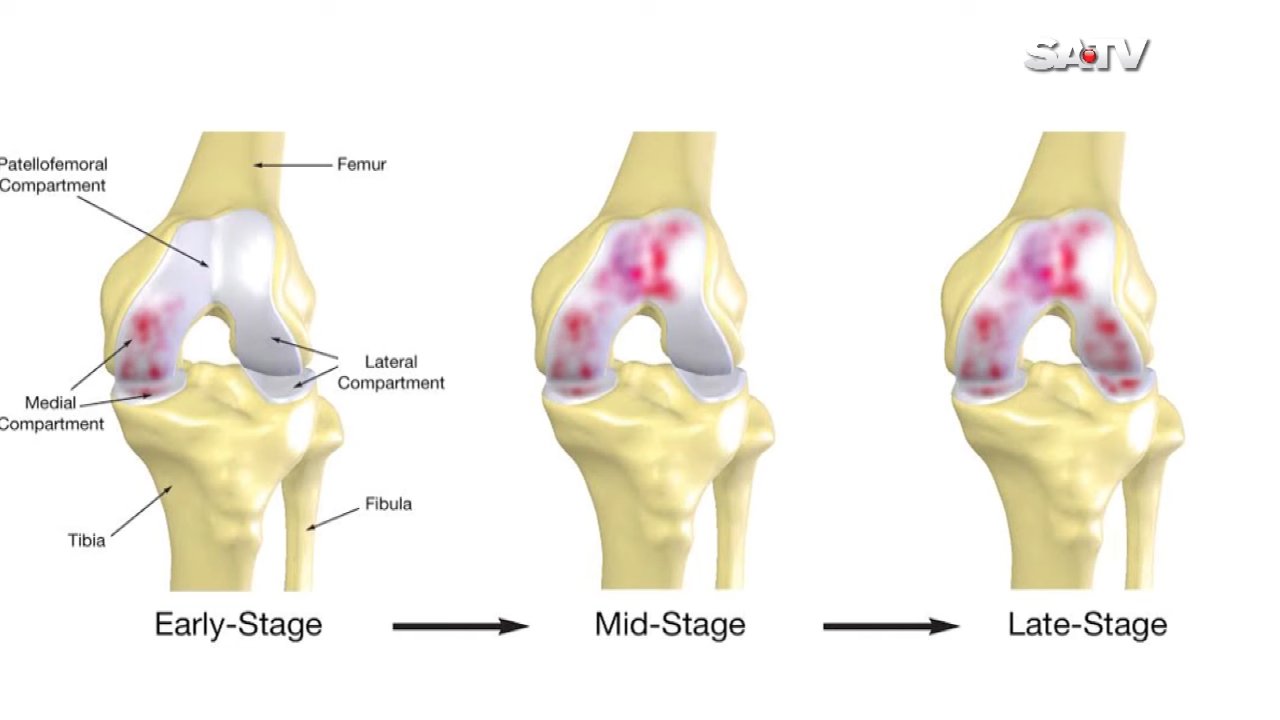 SATV
Patellofemoral
Compartment
Femur
Lateral
Compartment
Medial
Compartment
Fibula
Tibia
Early-Stage
Mid-Stage
Late-Stage